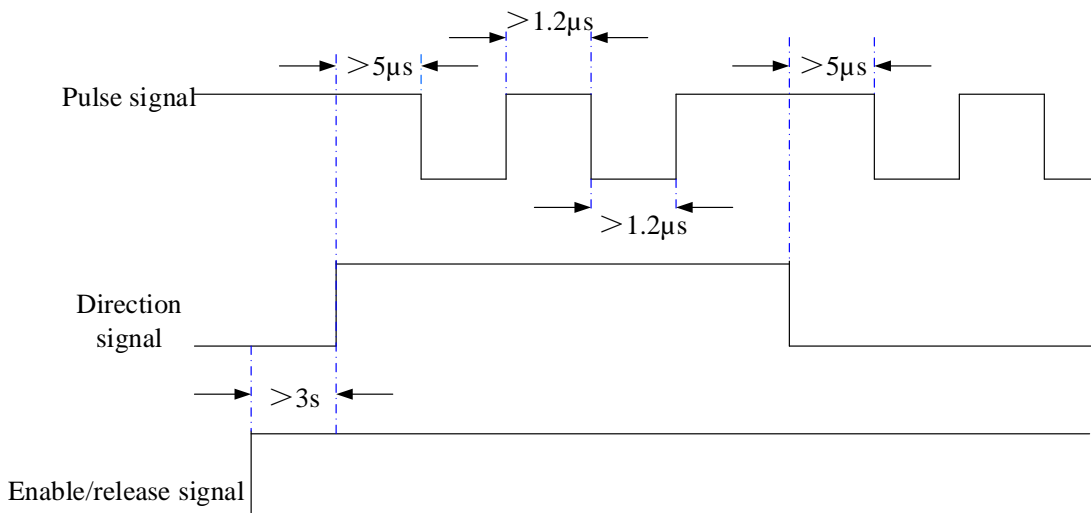 ＞1.2μs
＞5μs
＞5μs
Pulse signal
＞1.2μs
Direction
signal
＞3s
Enable/release signal